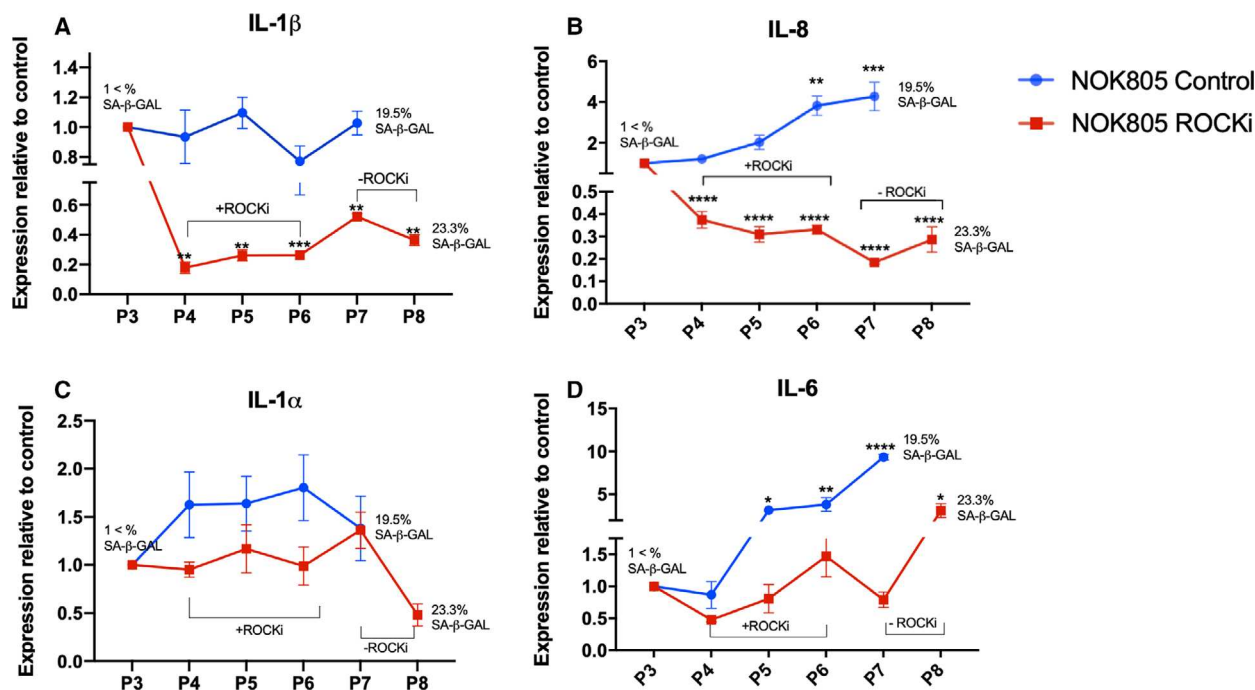 A
IL-1β
Expression relative to control
1.4
1.2
1.0
0.8
0.6
0.4
0.2
0.0
1 < %
SA-β-GAL
19.5%
SA-β-GAL
-ROCKi
+ROCKi
**
**
***
**
**
23.3%
SA-β-GAL
P3 P4 P5 P6 P7 P8
B
IL-8
Expression relative to control
6
4
2
0.5
0.4
0.3
0.2
0.1
0.0
1 < %
SA-β-GAL
**
***
19.5%
SA-β-GAL
+ROCKi
- ROCKi
****
****
****
****
****
23.3%
SA-β-GAL
P3 P4 P5 P6 P7 P8
NOK805 Control
NOK805 ROCKi
C
IL-1α
Expression relative to control
2.5
2.0
1.5
1.0
0.5
0.0
1 < %
SA-β-GAL
19.5%
SA-β-GAL
23.3%
SA-β-GAL
+ROCKi
-ROCKi
P3 P4 P5 P6 P7 P8
D
IL-6
Expression relative to control
15
10
5
1.5
1.0
0.5
0.0
1 < %
SA-β-GAL
*
**
****
19.5%
SA-β-GAL
*
23.3%
SA-β-GAL
+ROCKi
- ROCKi
P3 P4 P5 P6 P7 P8